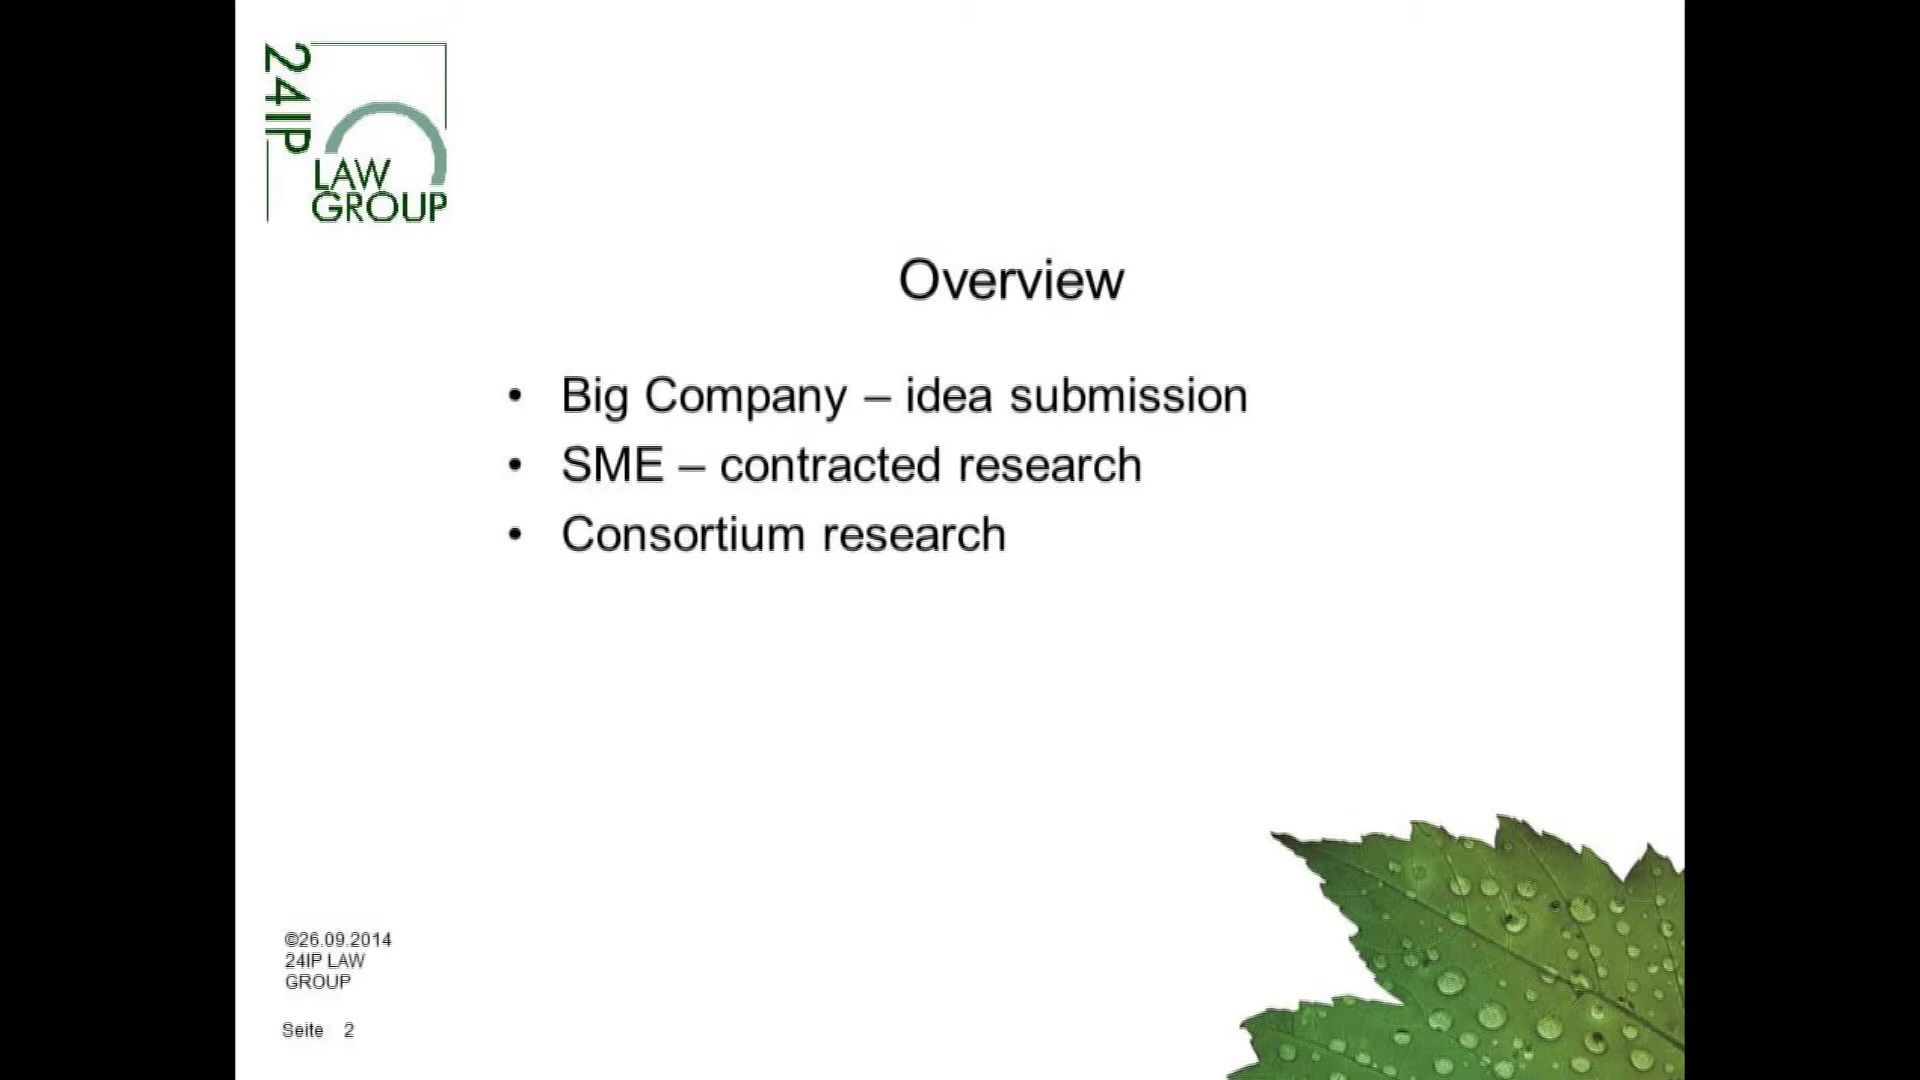 24IP
LAW
GROUP
Overview
• Big Company – idea submission
• SME – contracted research
• Consortium research
©26.09.2014
24IP LAW
GROUP
Seite 2